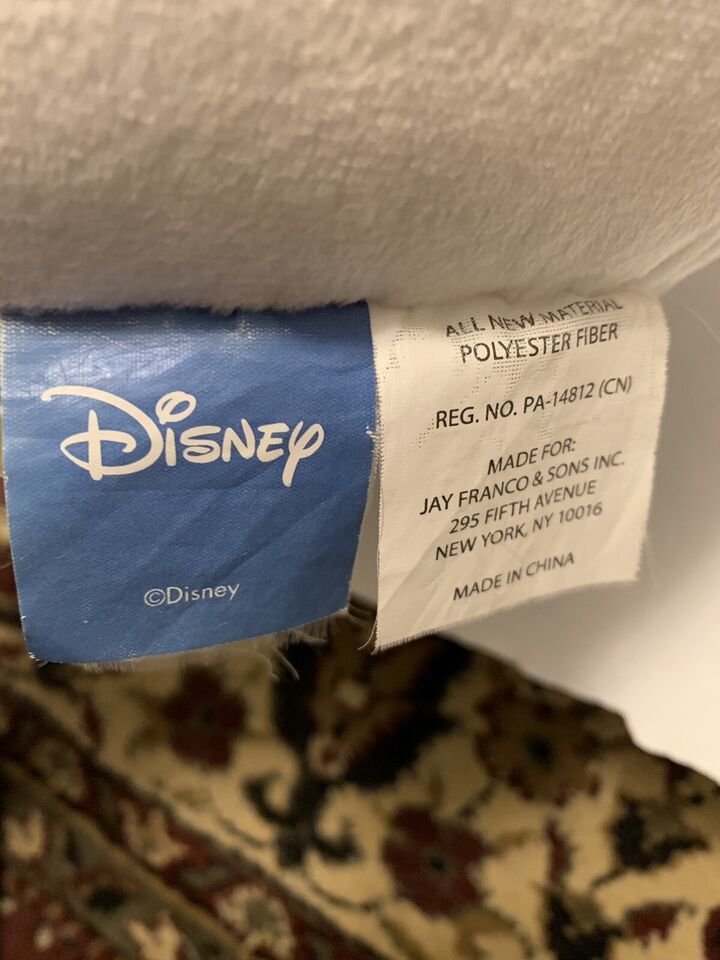 Disney
©Disney
ALL NEW MATERIAL
POLYESTER FIBER
REG. NO. PA-14812 (CN)
MADE FOR:
JAY FRANCO & SONS INC.
295 FIFTH AVENUE
NEW YORK, NY 10016
MADE IN CHINA